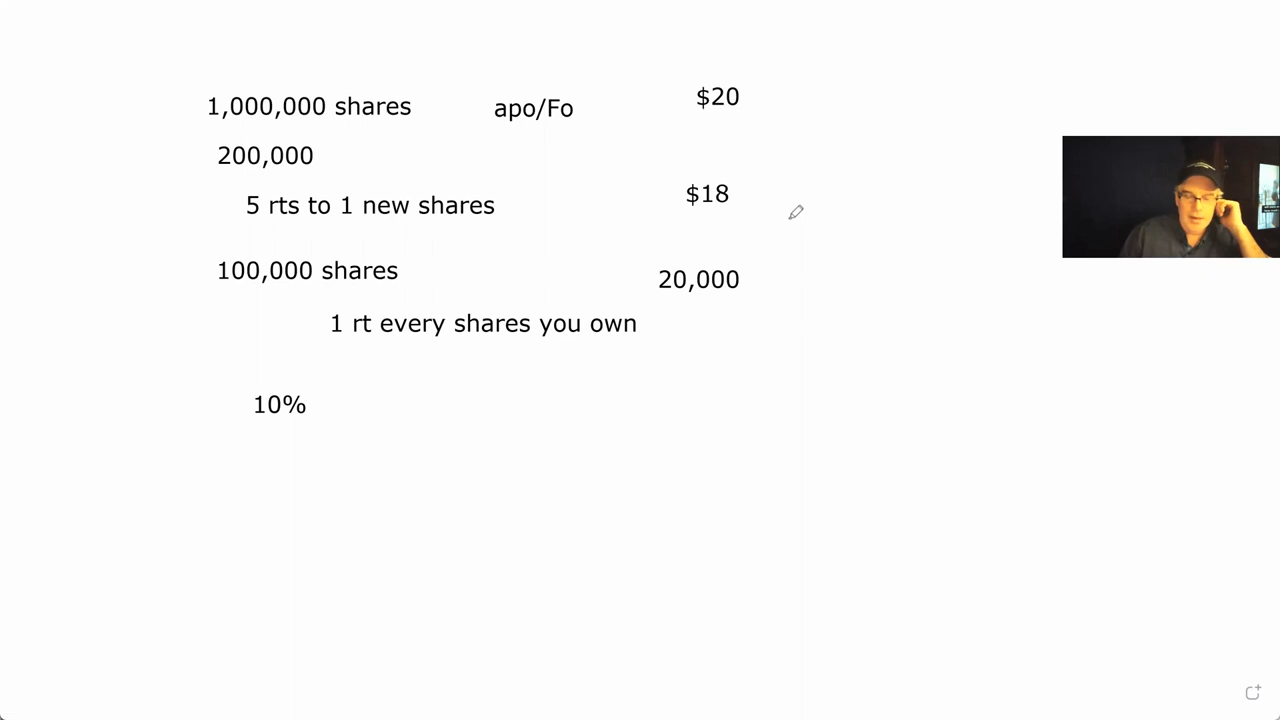 1,000,000 shares apo/Fo $20
200,000
5 rts to 1 new shares $18
100,000 shares 20,000
1 rt every shares you own
10%